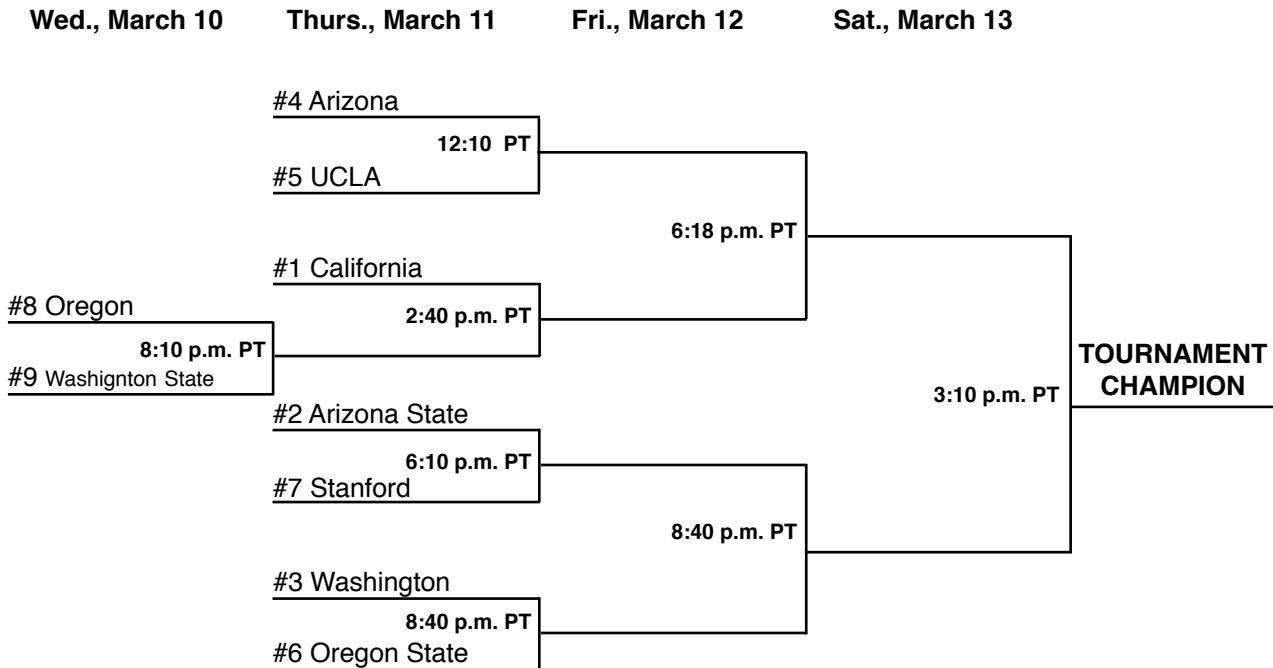 Wed., March 10 Thurs., March 11 Fri., March 12 Sat., March 13
#4 Arizona
12:10 PT
#5 UCLA
6:18 p.m. PT
#1 California
#8 Oregon
2:40 p.m. PT
8:10 p.m. PT
#9 Washignton State
TOURNAMENT
CHAMPION
3:10 p.m. PT
#2 Arizona State
6:10 p.m. PT
#7 Stanford
8:40 p.m. PT
#3 Washington
8:40 p.m. PT
#6 Oregon State